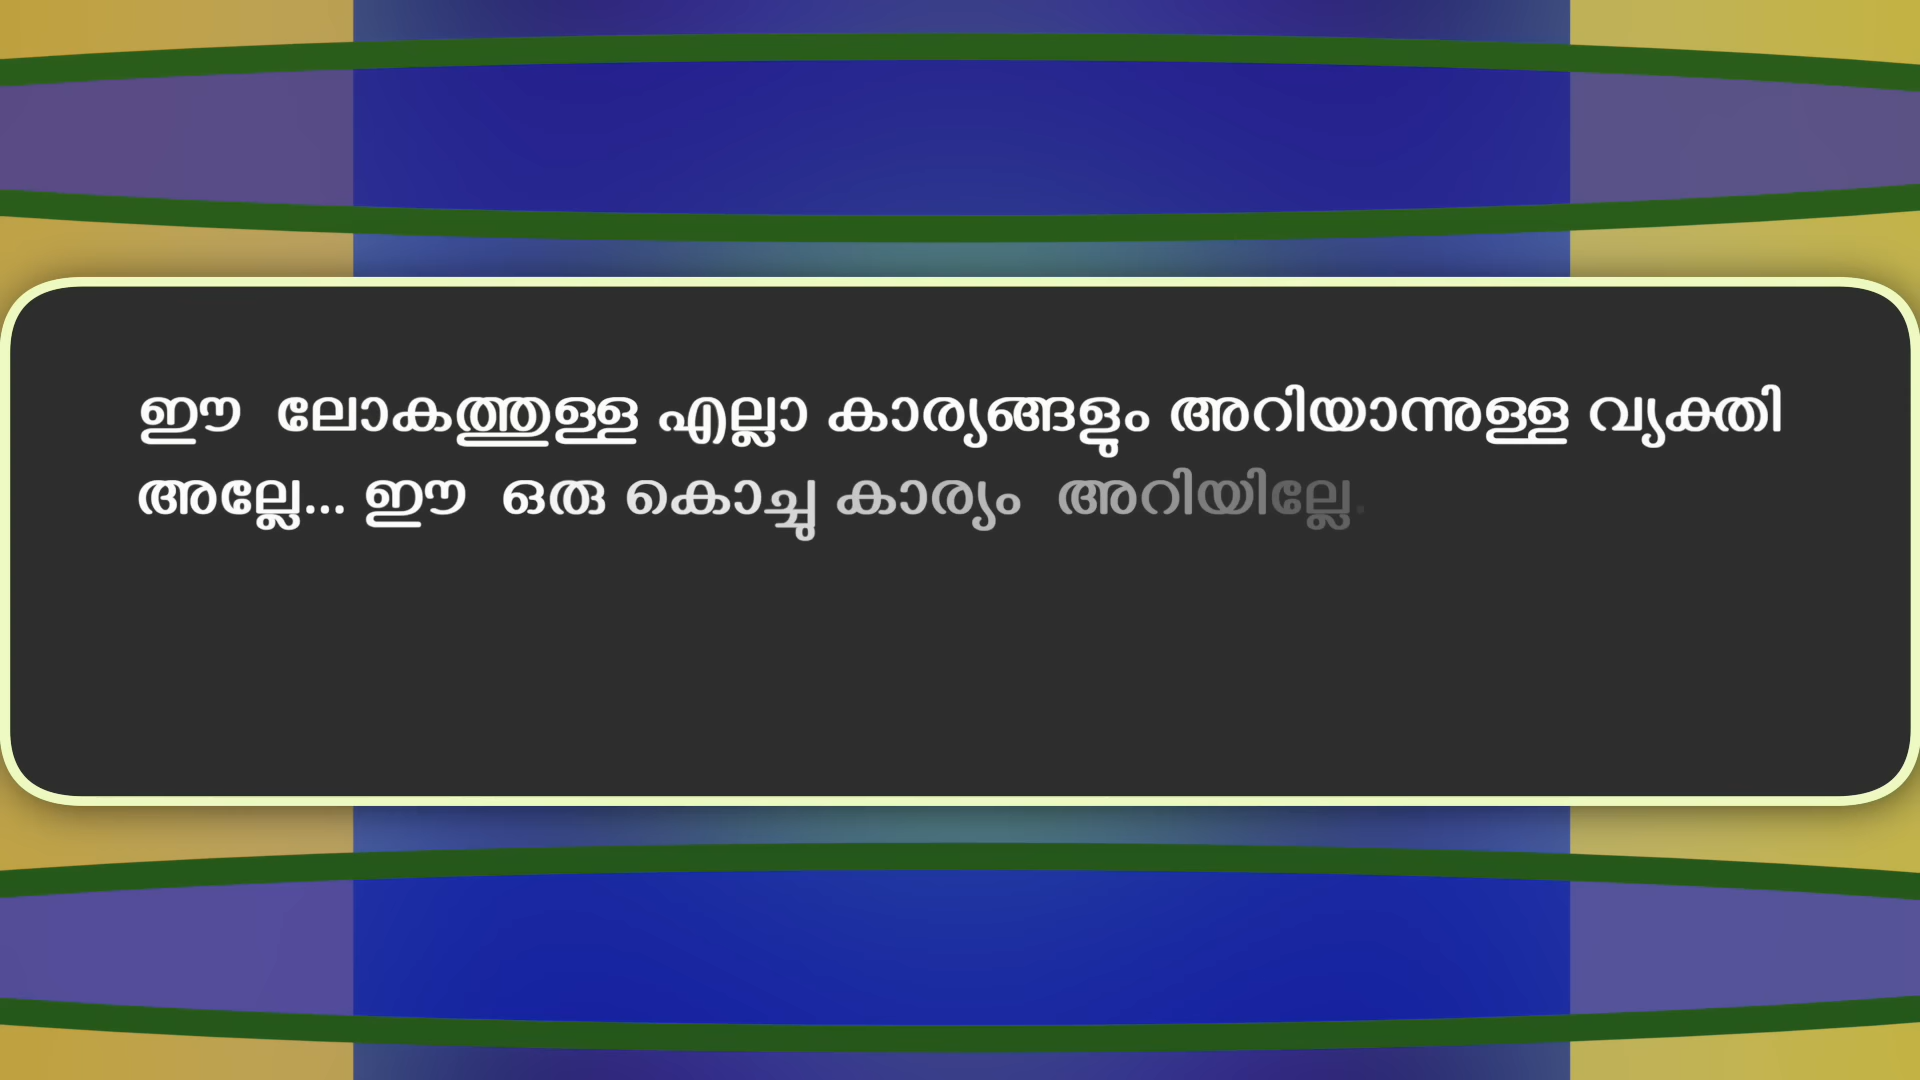 ഈ ലോകത്തുള്ള എല്ലാ കാര്യങ്ങളും അറിയാന്നുള്ള വ്യക്തി
അല്ലേ... ഈ ഒരു കൊച്ചു കാര്യം അറിയില്ലേ.